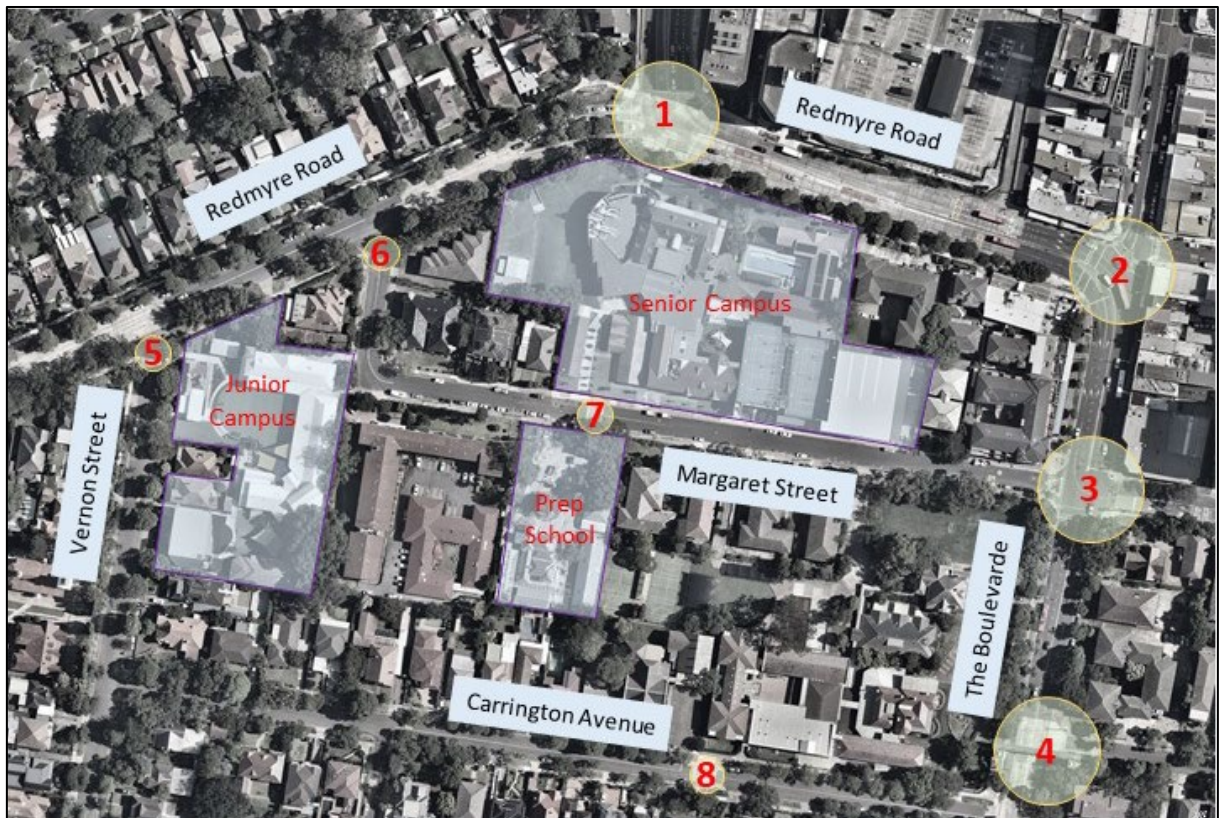 1
Redmyre Road
Redmyre Road
2
6
Senior Campus
5
Junior
Campus
7
Vernon Street
Margaret Street
3
Prep
School
The Boulevarde
Carrington Avenue
4
8